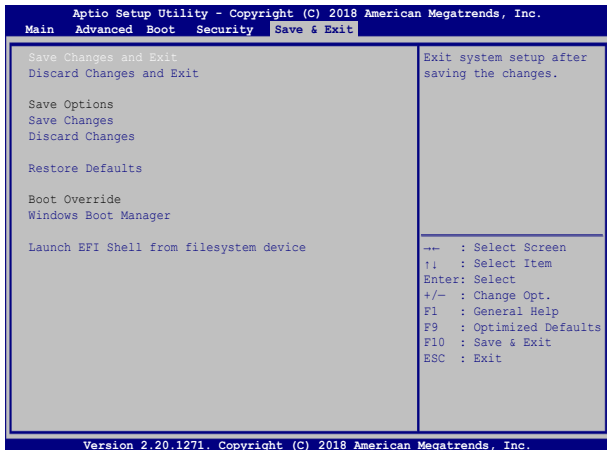 Aptio Setup Utility - Copyright (C) 2018 American Megatrends, Inc.
Main Advanced Boot Security Save & Exit
Save Changes and Exit
Discard Changes and Exit
Save Options
Save Changes
Discard Changes
Restore Defaults
Boot Override
Windows Boot Manager
Launch EFI Shell from filesystem device
Exit system setup after
saving the changes.
→← : Select Screen
↑↓ : Select Item
Enter: Select
+/— : Change Opt.
F1 : General Help
F9 : Optimized Defaults
F10 : Save & Exit
ESC : Exit
Version 2.20.1271. Copyright (C) 2018 American Megatrends, Inc.